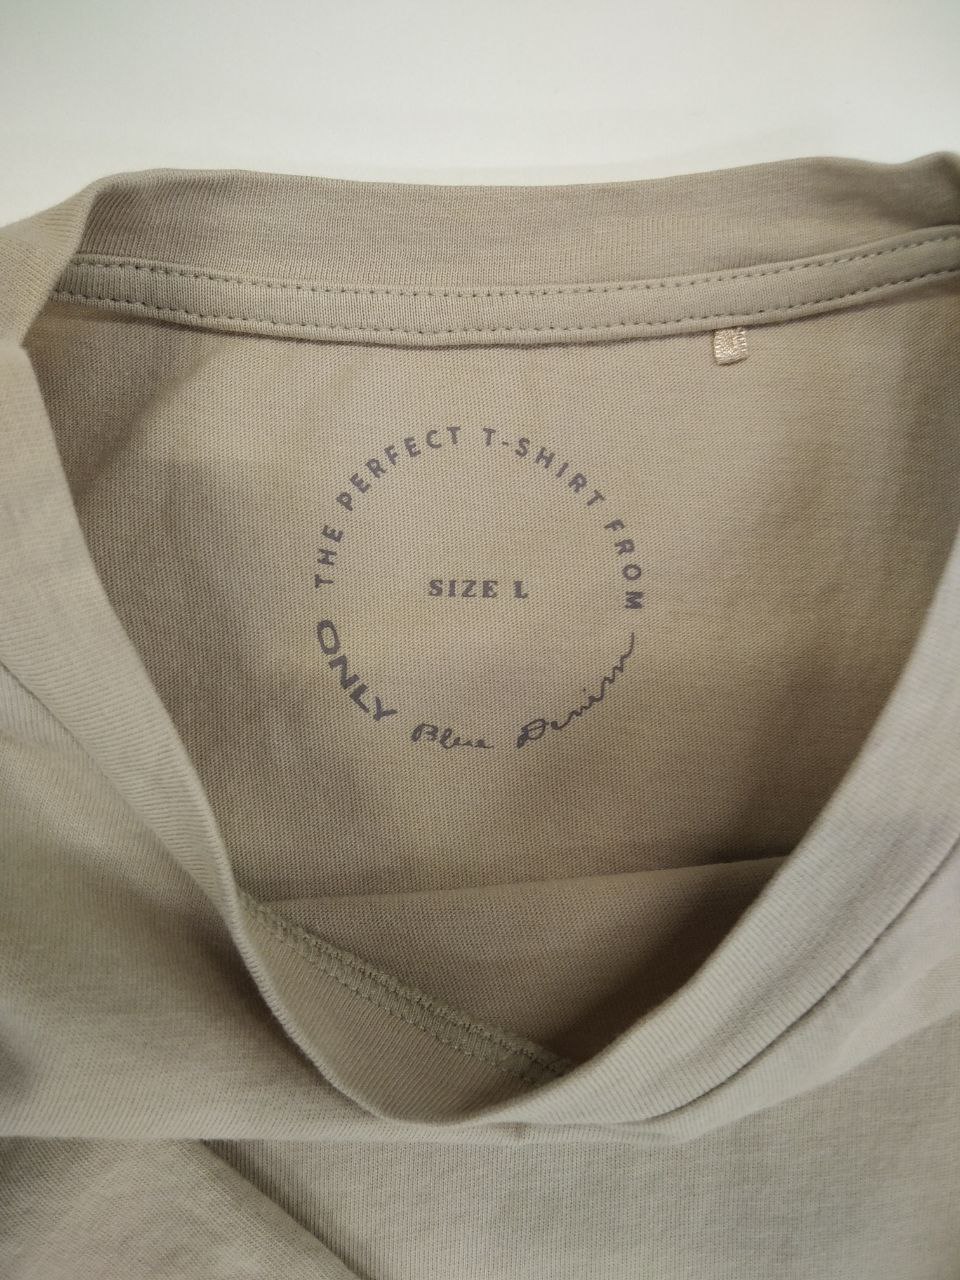 THE PERFECT T-SHIRT FROM
ONLY Blue Denim
SIZE L